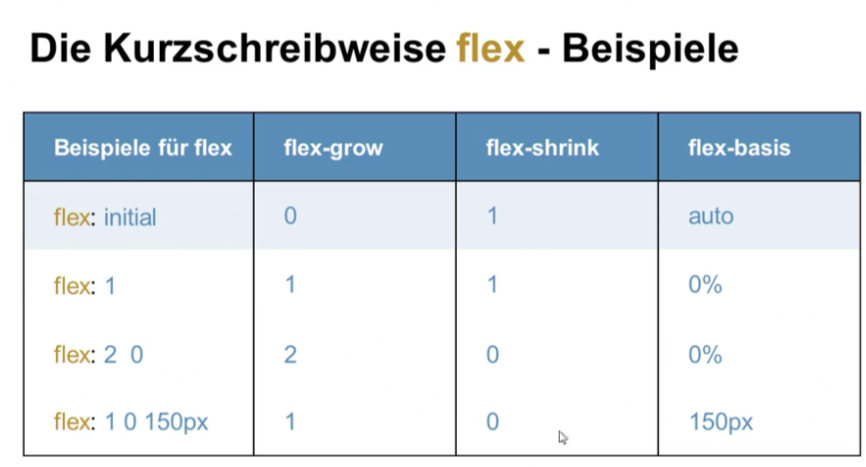 Die Kurzschreibweise flex - Beispiele
Beispiele für flex flex-grow flex-shrink flex-basis
flex: initial 0 1 auto
flex: 1 1 1 0%
flex: 2 0 2 0 0%
flex: 1 0 150px 1 0 150px